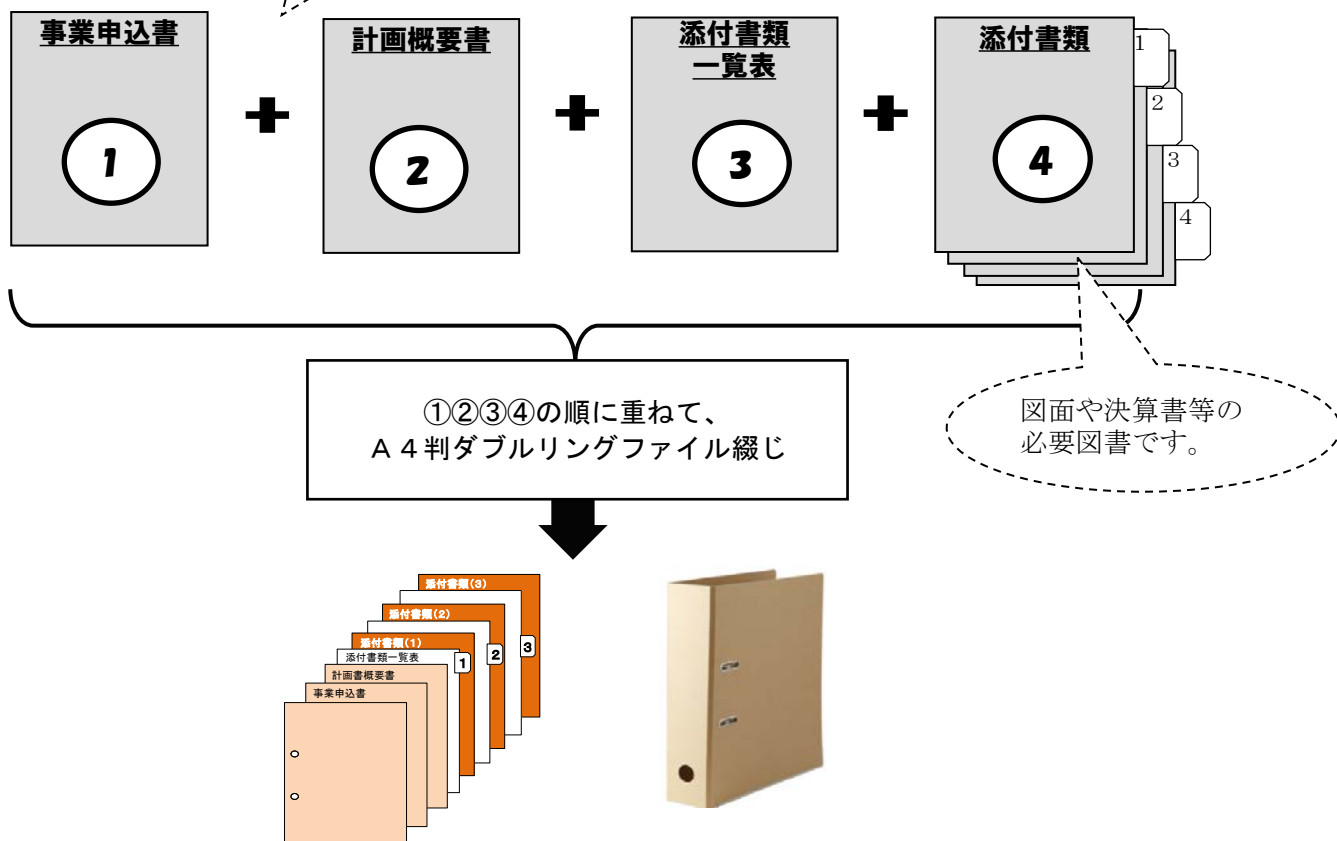 事業申込書
1
+
計画概要書
2
+
添付書類
一覧表
3
+
添付書類
4
1
2
3
4
①②③④の順に重ねて、
A４判ダブルリングファイル綴じ
図面や決算書等の
必要図書です。
添付書類(3)
添付書類(2)
添付書類(1)
添付書類一覧表
計画書概要書
事業申込書
1
2
3